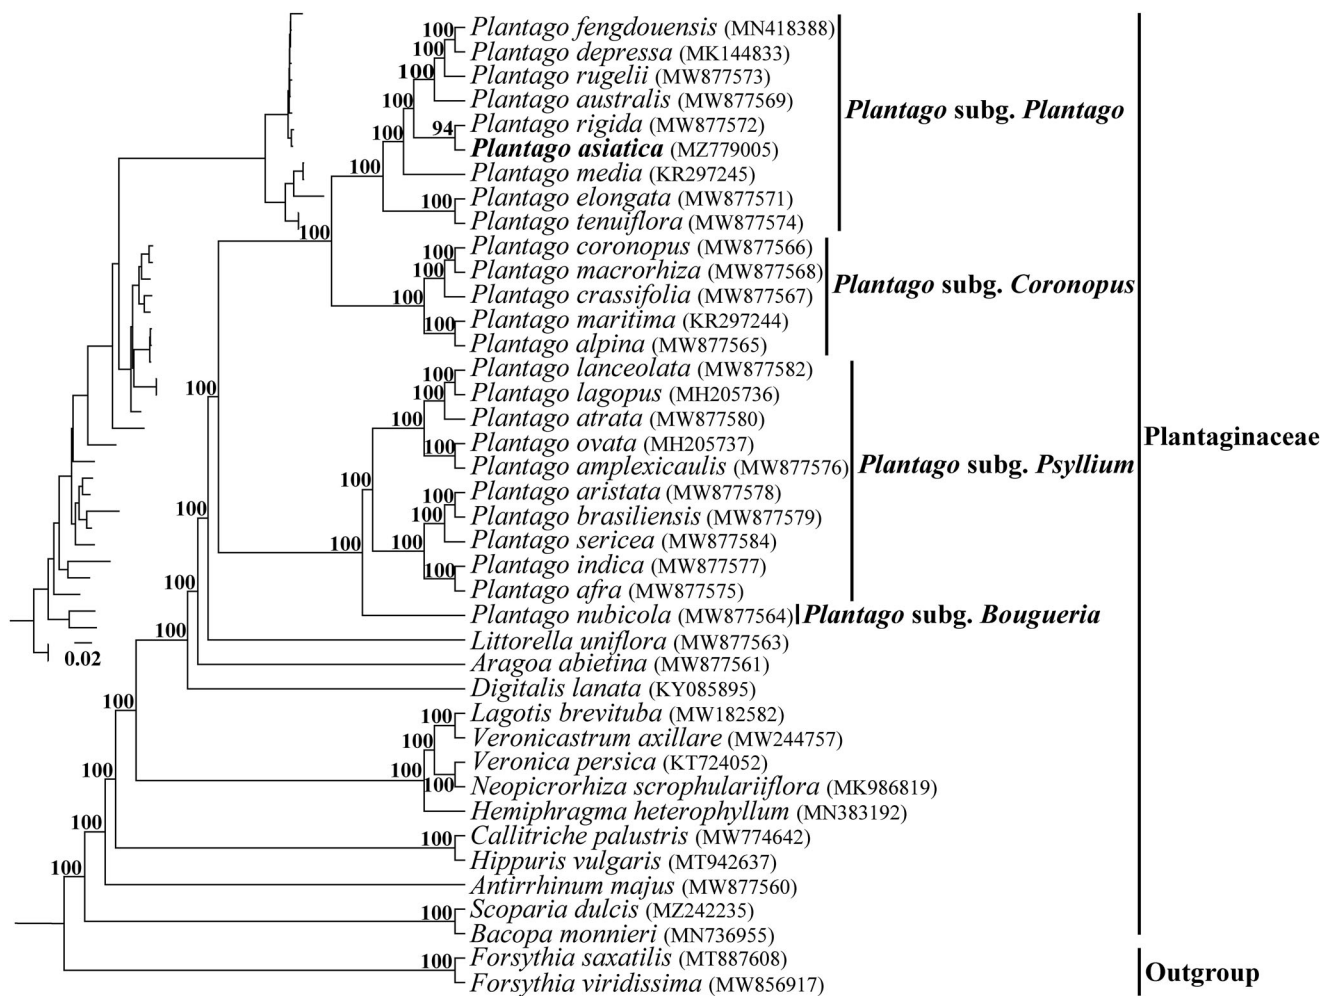 100 Plantago fengdouensis (MN418388)
100 Plantago depressa (MK144833)
100 Plantago rugelii (MW877573)
100 Plantago australis (MW877569)
Plantago subg. Plantago
94 Plantago rigida (MW877572)
100 Plantago asiatica (MZ779005)
100 Plantago media (KR297245)
100 Plantago elongata (MW877571)
Plantago tenuiflora (MW877574)
100
100 Plantago coronopus (MW877566)
100 Plantago macrorhiza (MW877568)
Plantago subg. Coronopus
100 Plantago crassifolia (MW877567)
100 Plantago maritima (KR297244)
Plantago alpina (MW877565)
100 Plantago lanceolata (MW877582)
100 100 Plantago lagopus (MH205736)
100 Plantago atrata (MW877580)
Plantaginaceae
100 Plantago ovata (MH205737)
Plantago amplexicaulis (MW877576)
Plantago subg. Psyllium
100 100 Plantago aristata (MW877578)
100 100 Plantago brasiliensis (MW877579)
100 100 Plantago sericea (MW877584)
100 Plantago indica (MW877577)
100 Plantago afra (MW877575)
Plantago nubicola (MW877564)
Plantago subg. Bougueria
100 Littorella uniflora (MW877563)
0.02
Aragoa abietina (MW877561)
Digitalis lanata (KY085895)
100 100 Lagotis brevituba (MW182582)
100 Veronicastrum axillare (MW244757)
100 100 Veronica persica (KT724052)
100 Neopicrorhiza scrophulariiflora (MK986819)
Hemiphragma heterophyllum (MN383192)
100 100 Callitriche palustris (MW774642)
Hippuris vulgaris (MT942637)
100 Antirrhinum majus (MW877560)
100 Scoparia dulcis (MZ242235)
Bacopa monnieri (MN736955)
100 Forsythia saxatilis (MT887608)
Outgroup
Forsythia viridissima (MW856917)